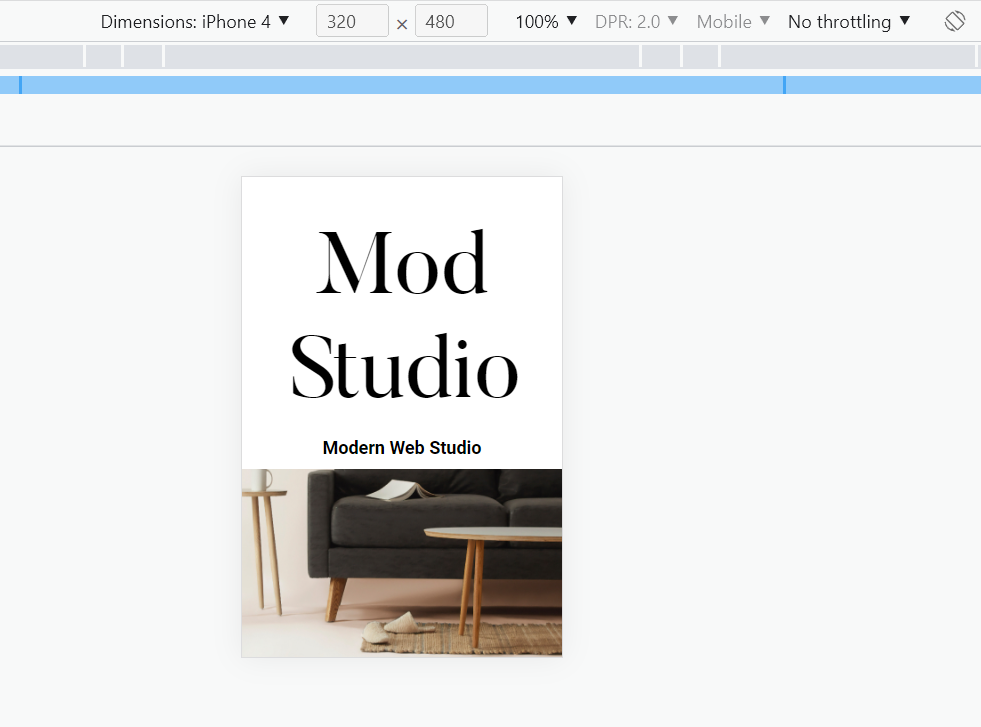 Dimensions: iPhone 4 ▼ 320 × 480 100% ▼ DPR: 2.0 ▼ Mobile ▼ No throttling ▼
Mod
Studio
Modern Web Studio